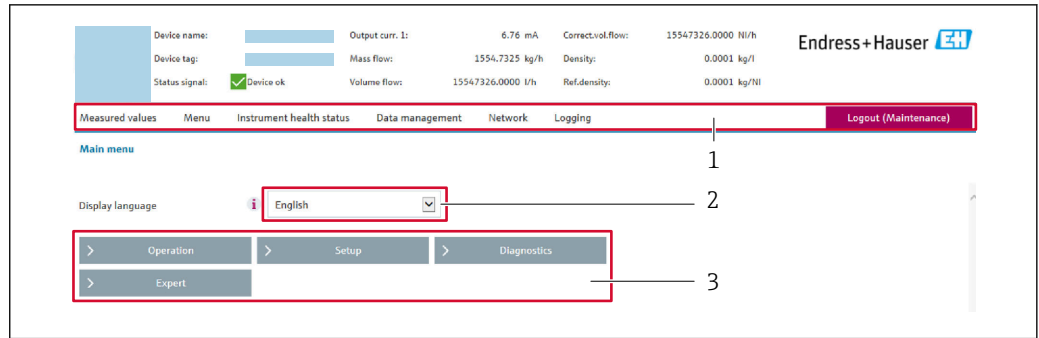 Device name: Output curr. 1: 6.76 mA Correct.vol.flow: 15547326.0000 Nl/h
Endress+Hauser EH
Device tag: Mass flow: 1554.7325 kg/h Density: 0.0001 kg/l
Status signal: Device ok Volume flow: 15547326.0000 l/h Ref.density: 0.0001 kg/Nl
Measured values Menu Instrument health status Data management Network Logging Logout (Maintenance)
1
Main menu
Display language i English 2
> Operation > Setup > Diagnostics
> Expert 3